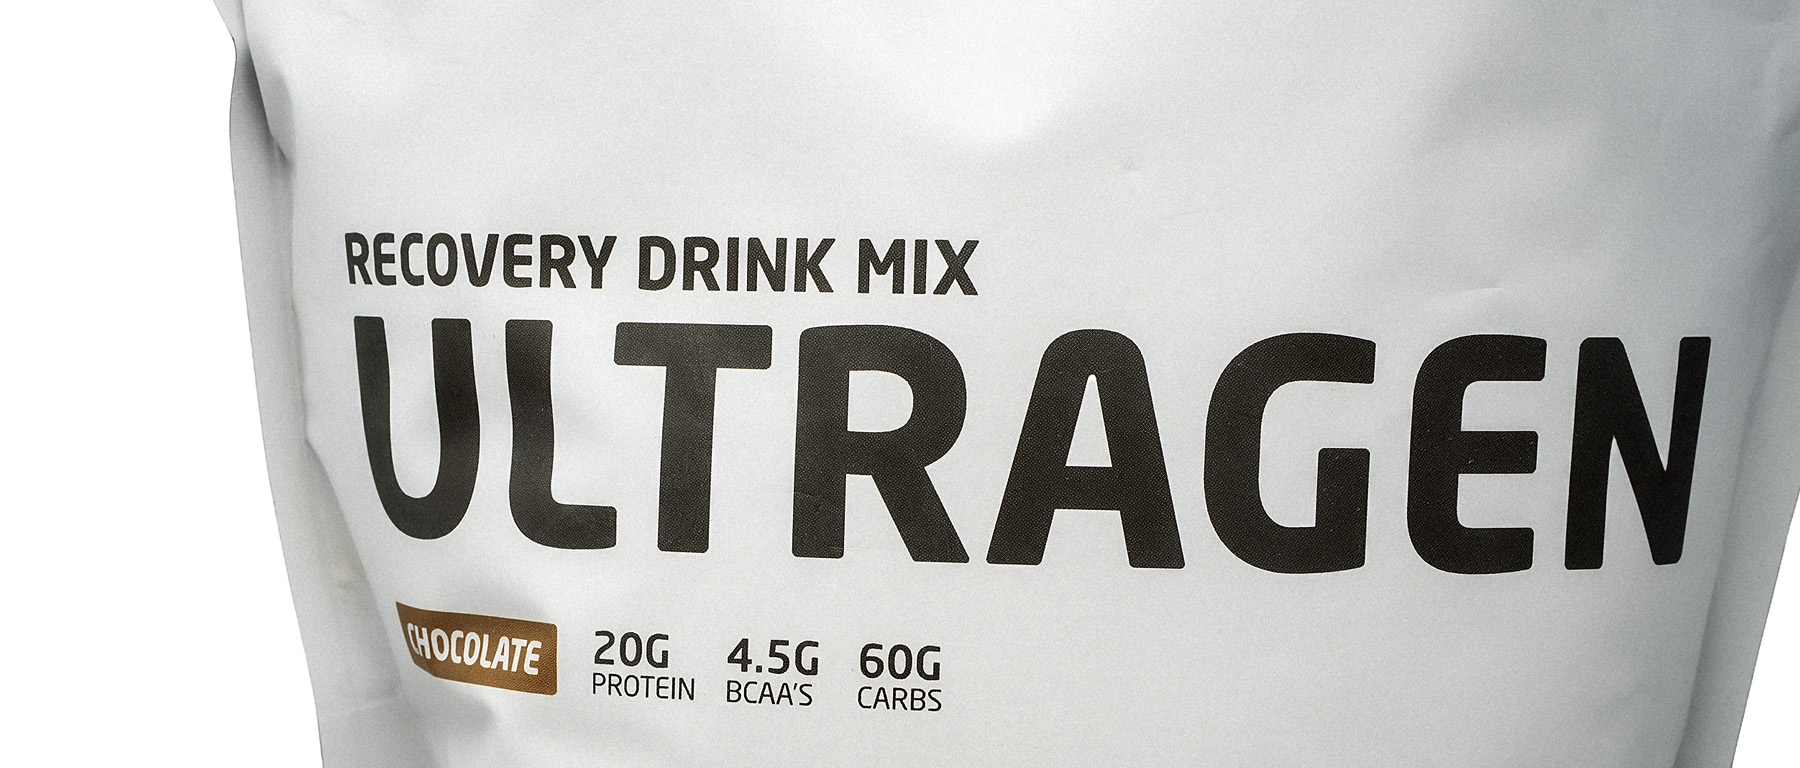 RECOVERY DRINK MIX
ULTRAGEN
CHOCOLATE
20G 4.5G 60G
PROTEIN BCAA'S CARBS